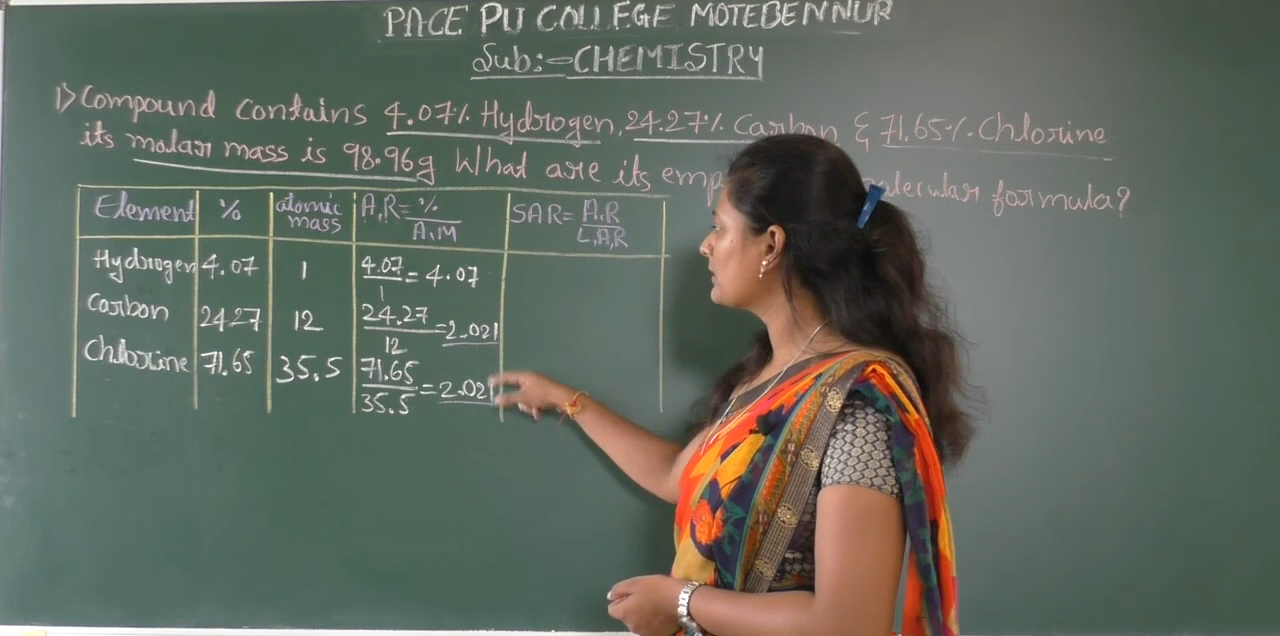 PACE PU COLLEGE MOTEBENNUR
Sub:- CHEMISTRY
1) Compound contains 4.07% Hydrogen, 24.27% Carbon & 71.65%. Chlorine
its molar mass is 98.96g What are its emp lecular formula?
Element % atomic mass A.R = %/A.M SAR = A.R/L.A.R
Hydrogen 4.07 1 4.07/1 = 4.07
Carbon 24.27 12 24.27/12 = 2.021
Chlorine 71.65 35.5 71.65/35.5 = 2.021